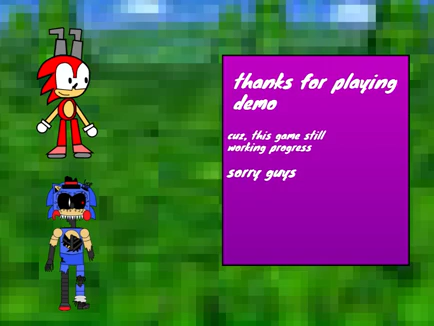 thanks for playing
demo
cuz, this game still
working progress
sorry guys